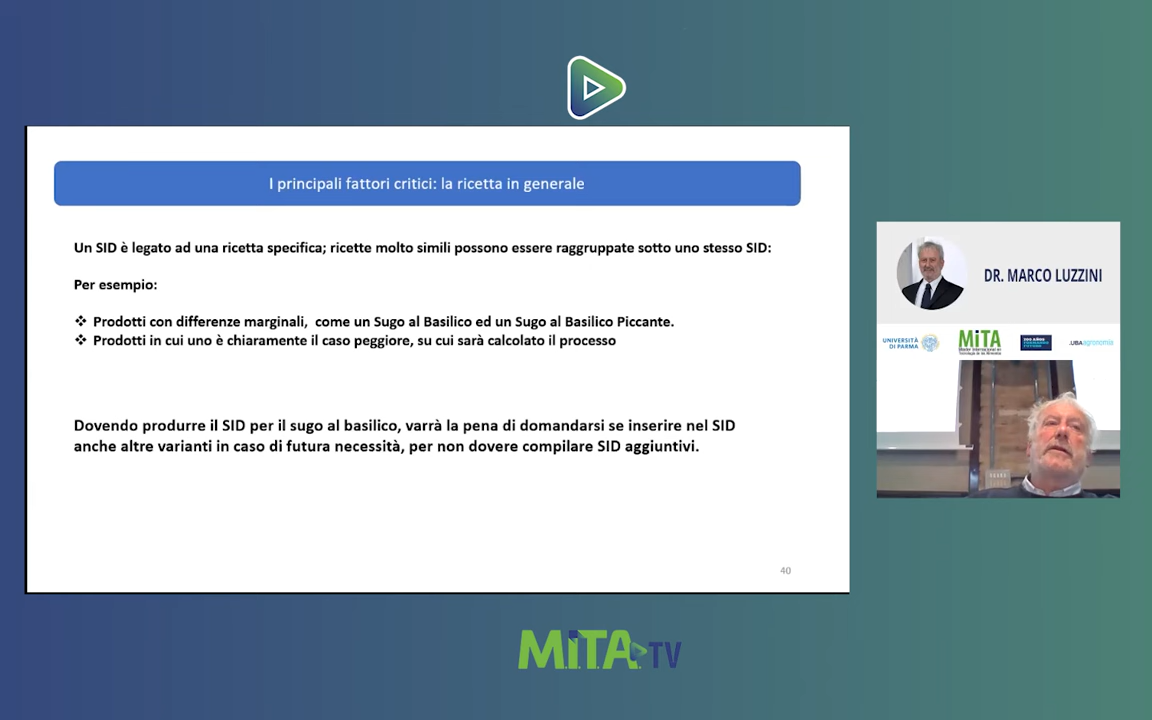 I principali fattori critici: la ricetta in generale
Un SID è legato ad una ricetta specifica; ricette molto simili possono essere raggruppate sotto uno stesso SID:
Per esempio:
❖ Prodotti con differenze marginali, come un Sugo al Basilico ed un Sugo al Basilico Piccante.
❖ Prodotti in cui uno è chiaramente il caso peggiore, su cui sarà calcolato il processo
Dovendo produrre il SID per il sugo al basilico, varrà la pena di domandarsi se inserire nel SID
anche altre varianti in caso di futura necessità, per non dovere compilare SID aggiuntivi.
40
DR. MARCO LUZZINI
UNIVERSITÀ
DI PARMA
MiTA
.UBAagronomía
M.i.T.A. TV